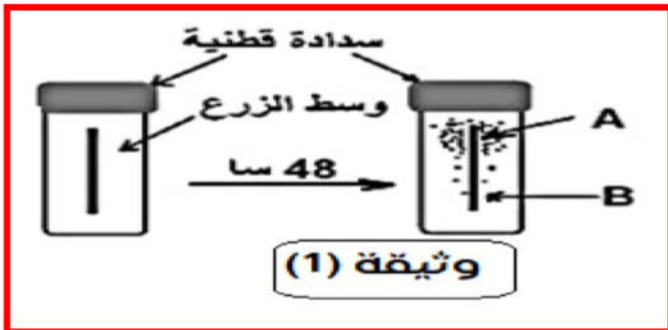 سدادة قطنية
وسط الزرع
A
48 سا
B
وثيقة (1)